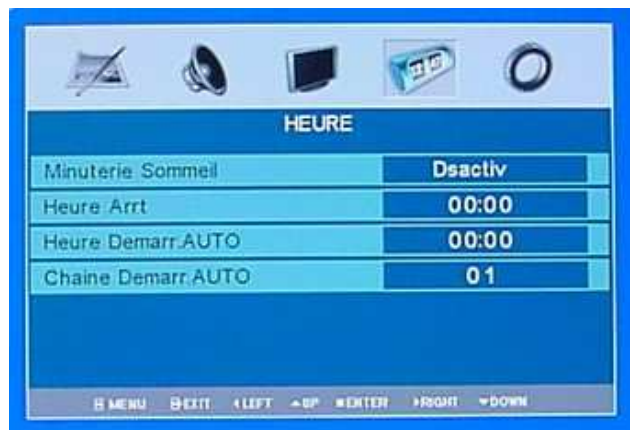 HEURE
Minuterie Sommeil Dsactiv
Heure Arrt 00:00
Heure Demarr.AUTO 00:00
Chaine Demarr.AUTO 01
MENU EXIT LEFT UP ENTER RIGHT DOWN